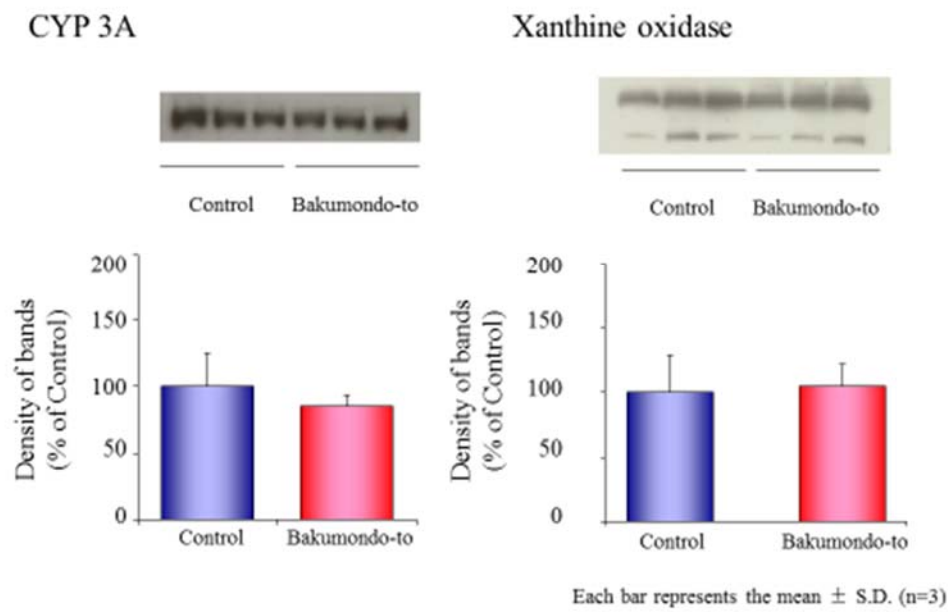 CYP 3A
Control Bakumondo-to
Density of bands
(% of Control)
200
150
100
50
0
Control Bakumondo-to
Xanthine oxidase
Control Bakumondo-to
Density of bands
(% of Control)
200
150
100
50
0
Control Bakumondo-to
Each bar represents the mean ± S.D. (n=3)